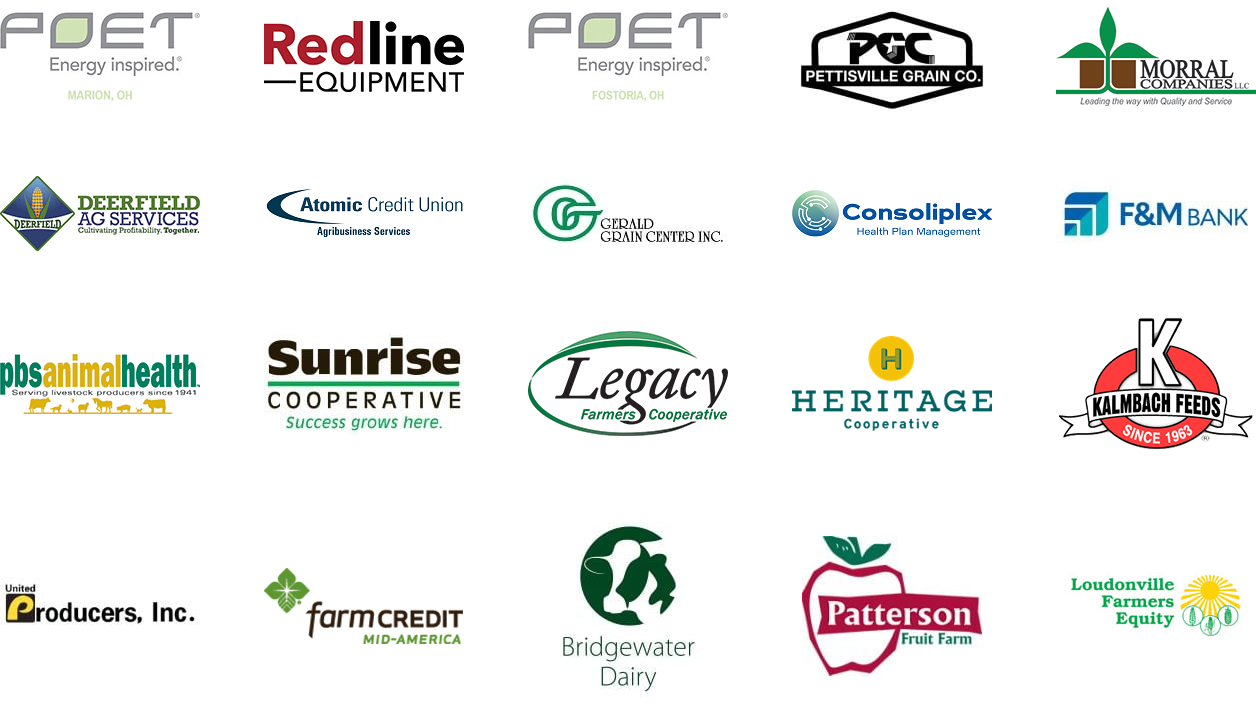 POET®
Energy inspired.®
MARION, OH
Redline
EQUIPMENT
POET®
Energy inspired.®
FOSTORIA, OH
PGC
PETTISVILLE GRAIN CO.
MORRAL
COMPANIES LLC
Leading the way with Quality and Service
DEERFIELD
DEERFIELD
AG SERVICES
Cultivating Profitability. Together.
Atomic Credit Union
Agribusiness Services
GERALD
GRAIN CENTER INC.
Consoliplex
Health Plan Management
F&M BANK
pbsanimalhealth
Serving livestock producers since 1941
Sunrise
COOPERATIVE
Success grows here.
Legacy
Farmers Cooperative
H
HERITAGE
Cooperative
K
KALMBACH FEEDS
SINCE 1963
®
United
Producers, Inc.
farm CREDIT
MID-AMERICA
Bridgewater
Dairy
Patterson
Fruit Farm
Loudonville
Farmers
Equity